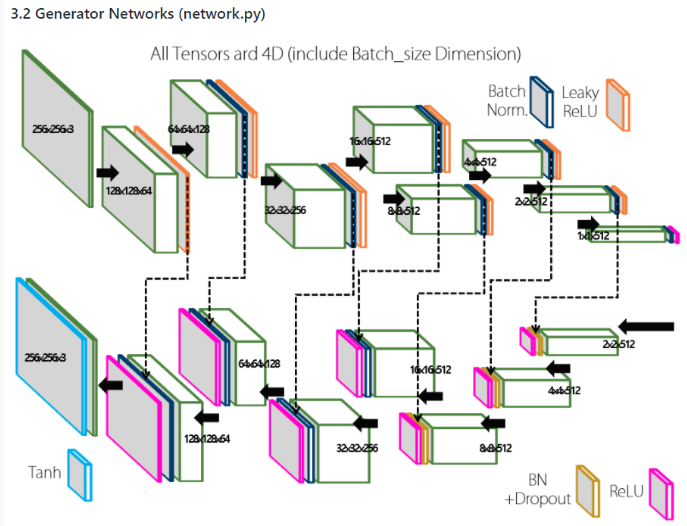 3.2 Generator Networks (network.py)
All Tensors ard 4D (include Batch_size Dimension)
Batch Norm.
Leaky ReLU
256x256x3
128x128x64
64x64x128
32x32x256
16x16x512
8x8x512
4x4x512
2x2x512
1x1x512
256x256x3
128x128x64
64x64x128
32x32x256
16x16x512
8x8x512
4x4x512
2x2x512
Tanh
BN
+Dropout
ReLU